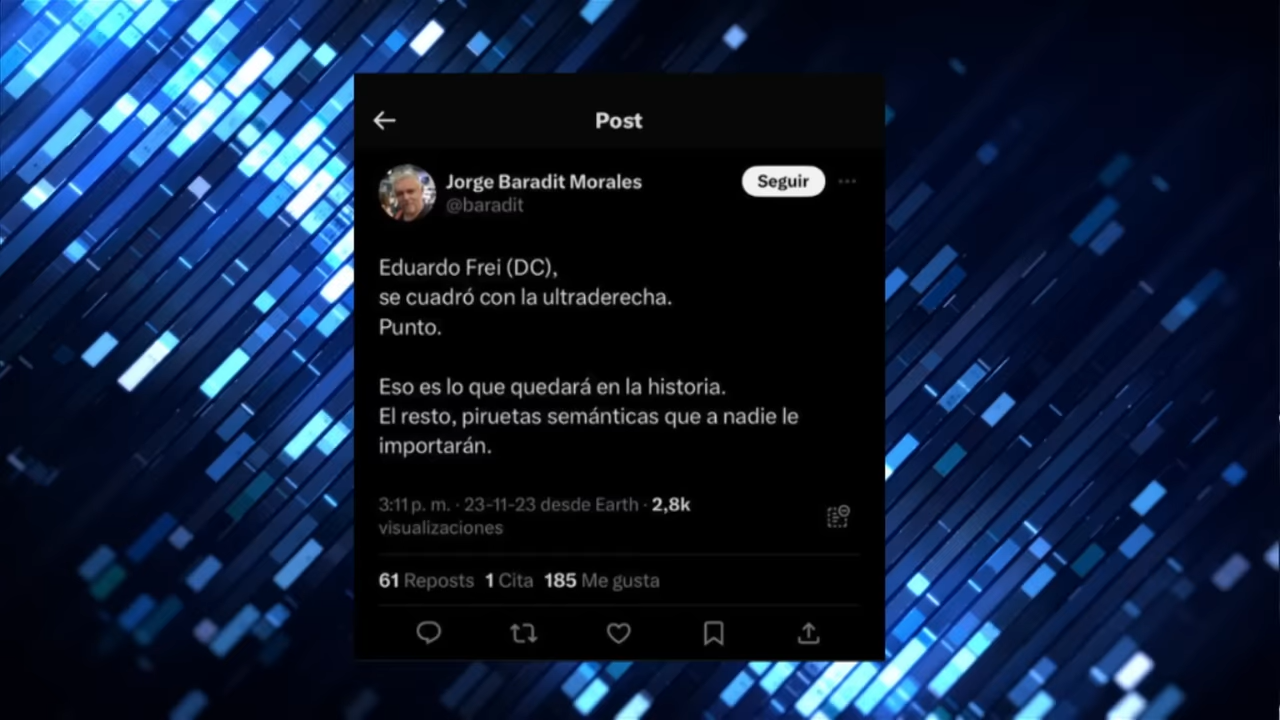 Post
Jorge Baradit Morales
Seguir
@baradit
Eduardo Frei (DC),
se cuadró con la ultraderecha.
Punto.
Eso es lo que quedará en la historia.
El resto, piruetas semánticas que a nadie le
importarán.
3:11 p. m. · 23-11-23 desde Earth · 2,8k
visualizaciones
61 Reposts 1 Cita 185 Me gusta